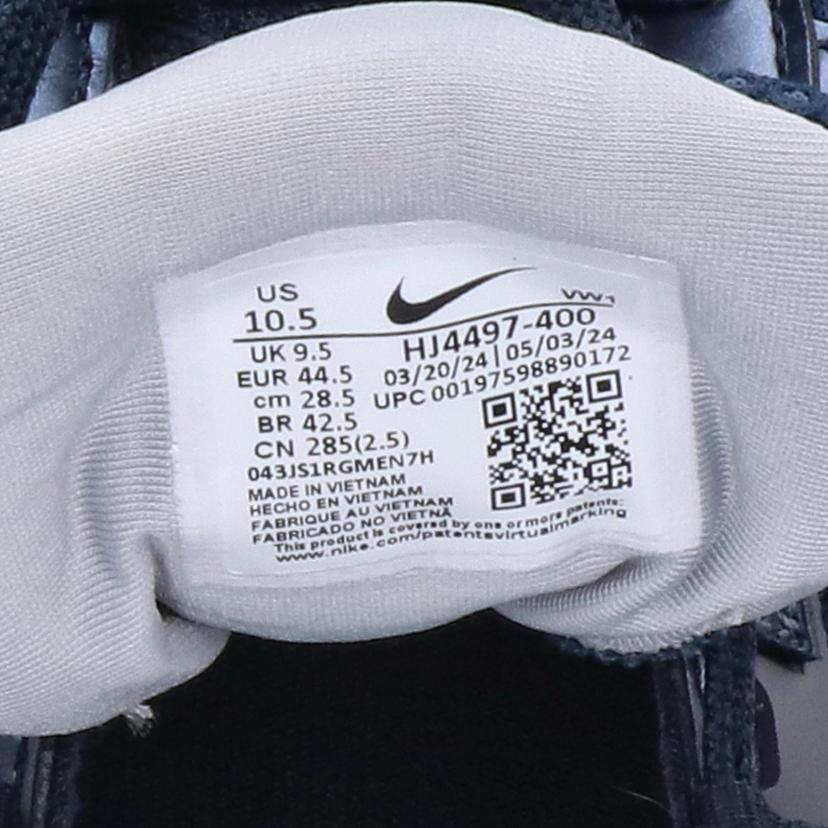 US
10.5
UK 9.5
EUR 44.5
cm 28.5
BR 42.5
CN 285(2.5)
043JS1RGMEN7H
MADE IN VIETNAM
HECHO EN VIETNAM
FABRIQUE AU VIETNAM
FABRICADO NO VIETNÃ
This product is covered by one or more patents:
www.nike.com/patentsvirtualmarking
HJ4497-400
03/20/24 | 05/03/24
UPC 00197598890172